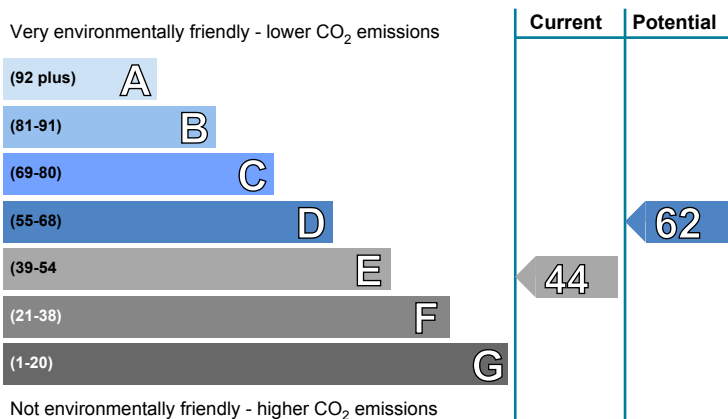 Current Potential
Very environmentally friendly - lower CO2 emissions
(92 plus) A
(81-91) B
(69-80) C
(55-68) D
62
(39-54 E
44
(21-38) F
(1-20) G
Not environmentally friendly - higher CO2 emissions